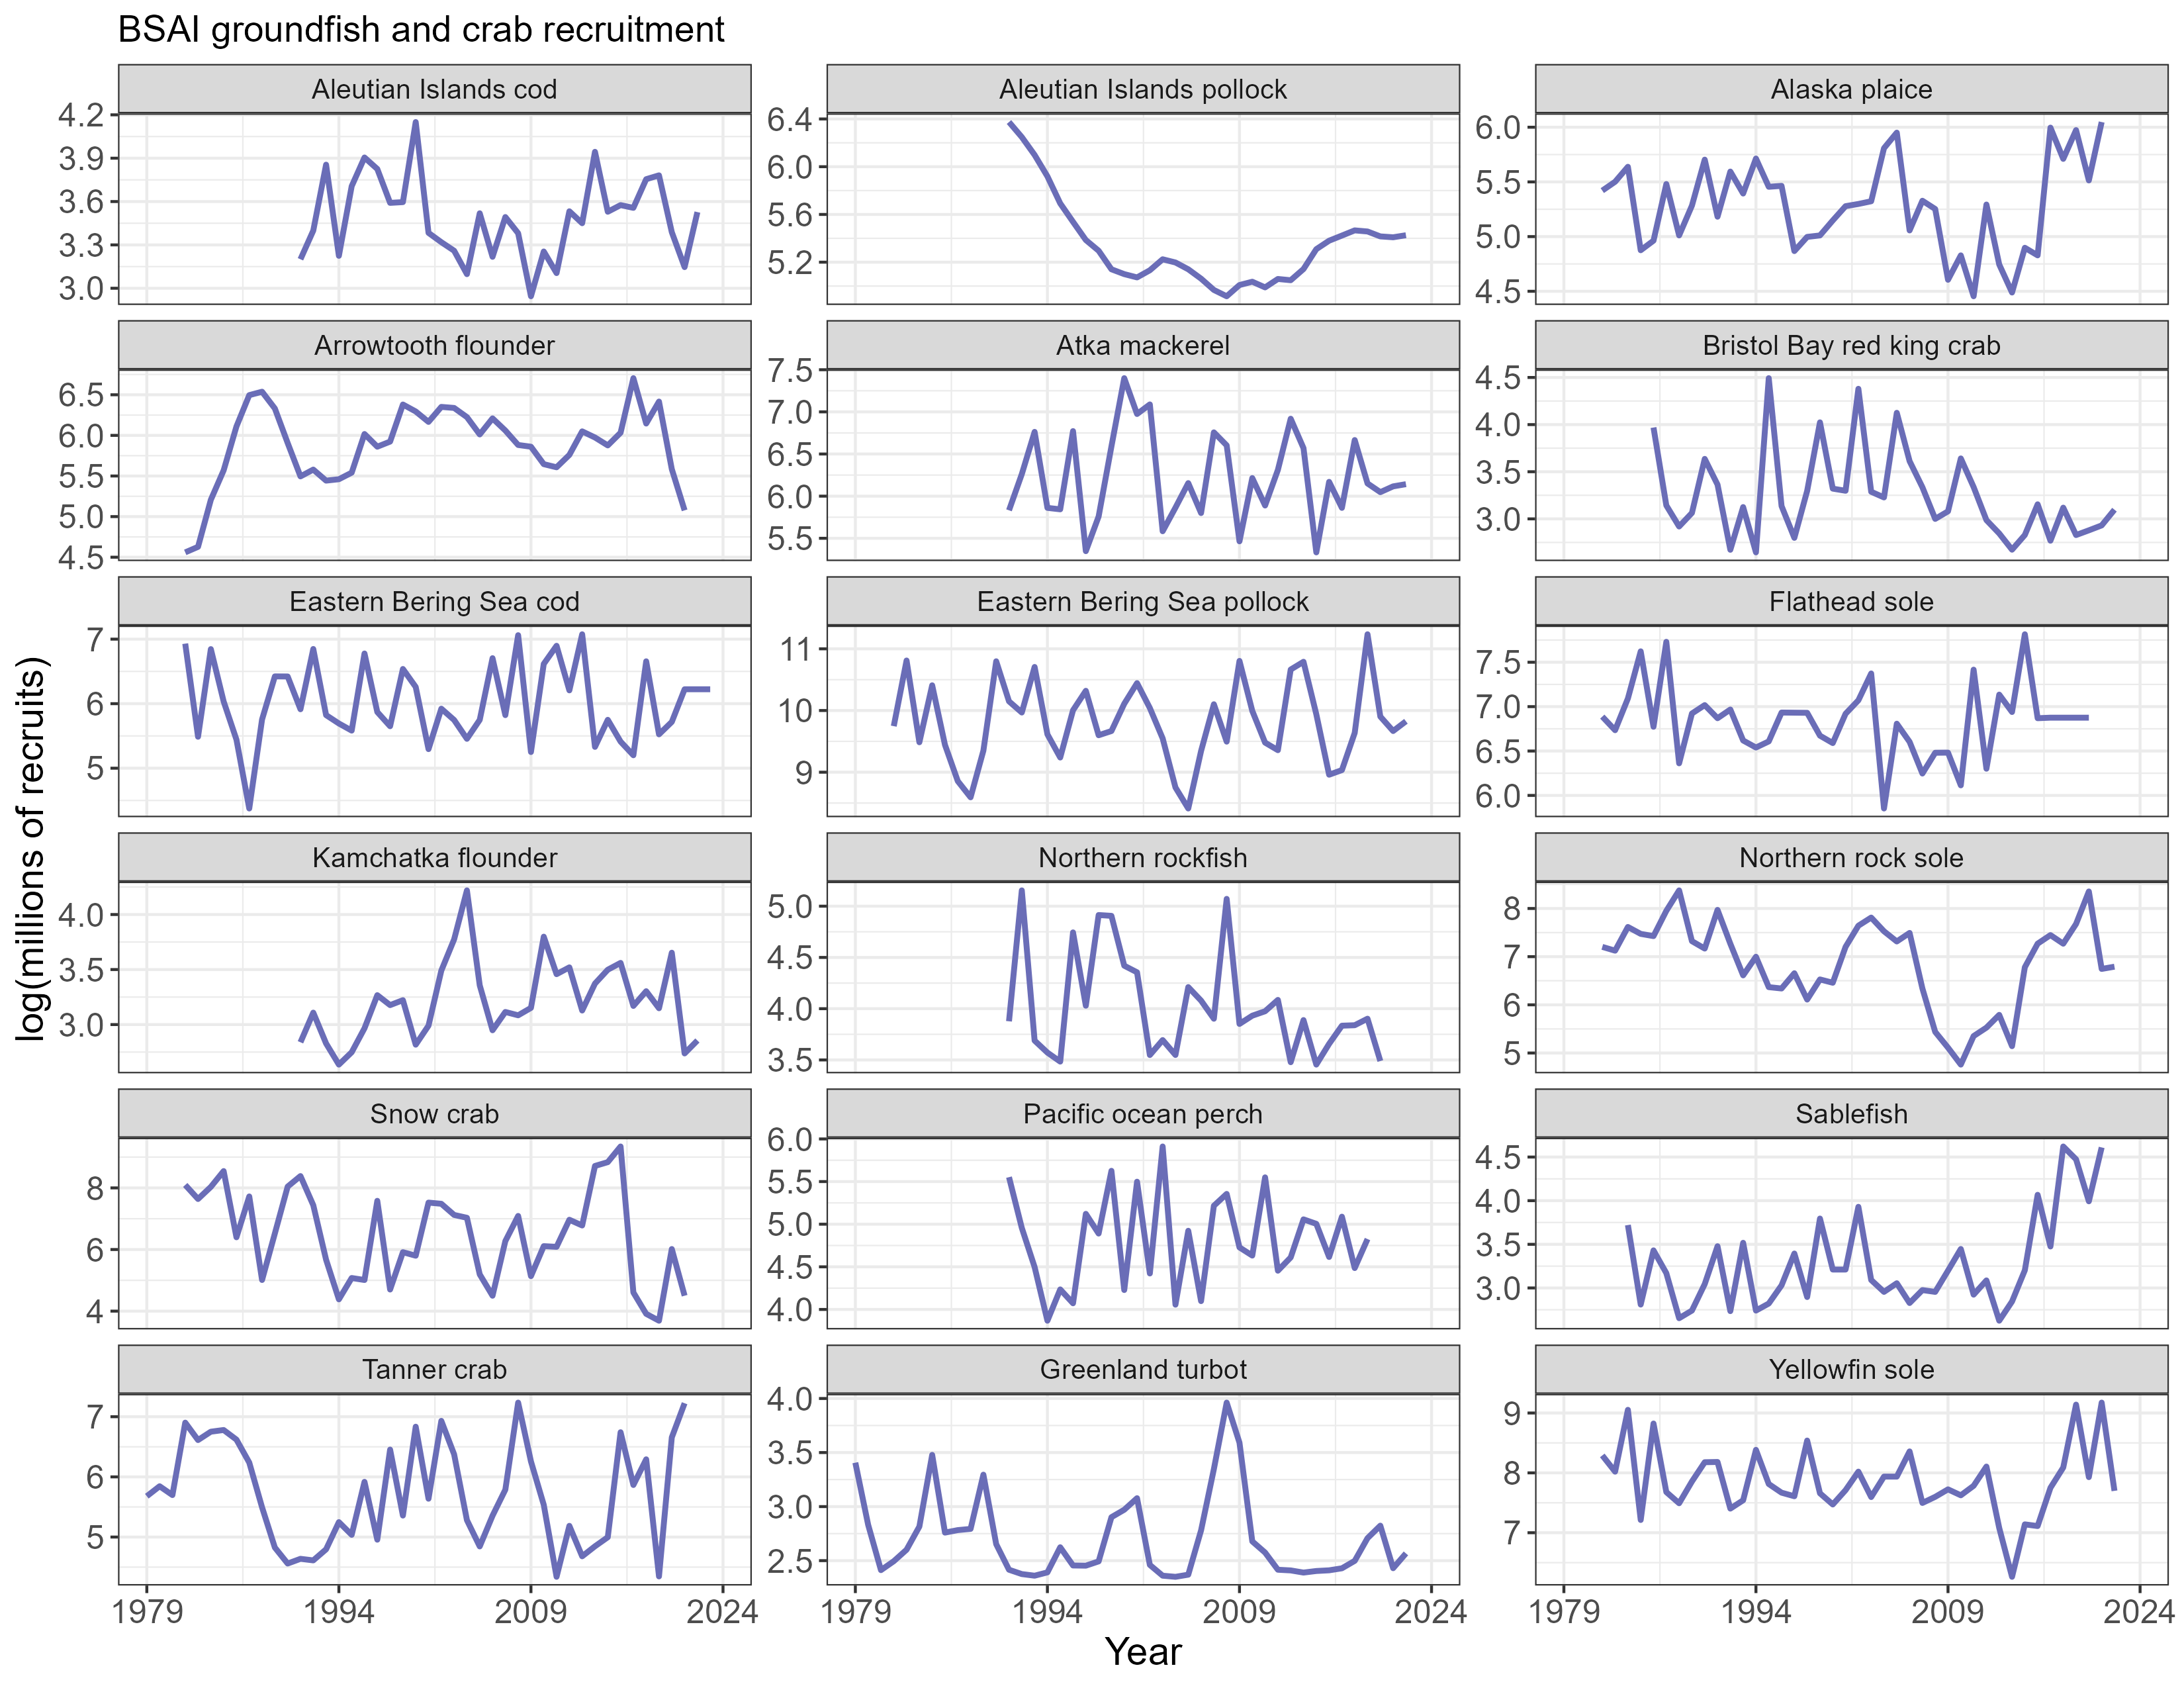 BSAI groundfish and crab recruitment
Aleutian Islands cod
Aleutian Islands pollock
Alaska plaice
4.2
3.9
3.6
3.3
3.0
6.4
6.0
5.6
5.2
6.0
5.5
5.0
4.5
Arrowtooth flounder
Atka mackerel
Bristol Bay red king crab
6.5
6.0
5.5
5.0
4.5
7.5
7.0
6.5
6.0
5.5
4.5
4.0
3.5
3.0
Eastern Bering Sea cod
Eastern Bering Sea pollock
Flathead sole
7
6
5
11
10
9
7.5
7.0
6.5
6.0
Kamchatka flounder
Northern rockfish
Northern rock sole
4.0
3.5
3.0
5.0
4.5
4.0
3.5
8
7
6
5
Snow crab
Pacific ocean perch
Sablefish
8
6
4
6.0
5.5
5.0
4.5
4.0
4.5
4.0
3.5
3.0
Tanner crab
Greenland turbot
Yellowfin sole
7
6
5
4.0
3.5
3.0
2.5
9
8
7
1979 1994 2009 2024
1979 1994 2009 2024
1979 1994 2009 2024
Year
log(millions of recruits)